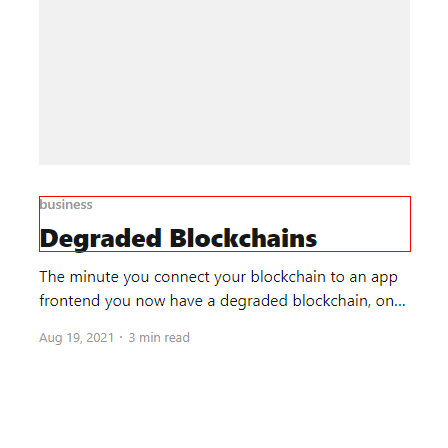 business
Degraded Blockchains
The minute you connect your blockchain to an app
frontend you now have a degraded blockchain, on...
Aug 19, 2021 · 3 min read